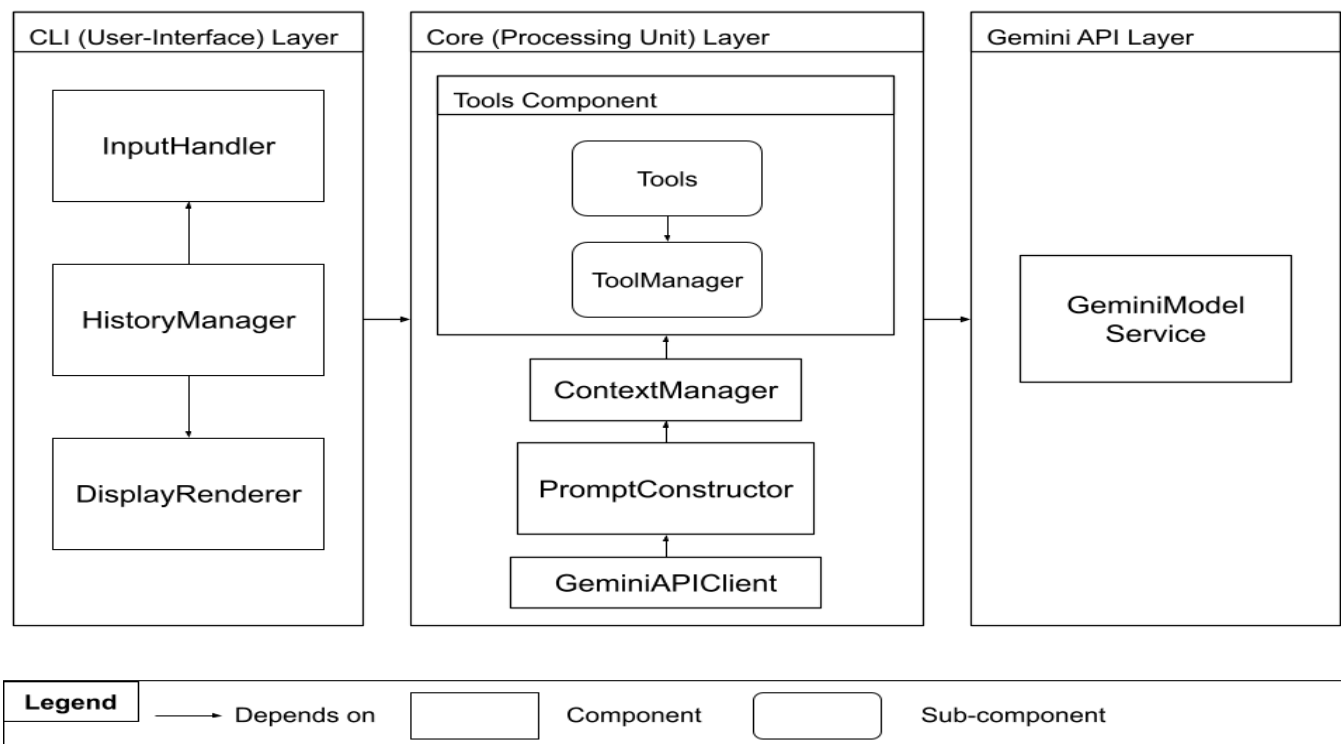 CLI (User-Interface) Layer
InputHandler
HistoryManager
DisplayRenderer
Core (Processing Unit) Layer
Tools Component
Tools
ToolManager
ContextManager
PromptConstructor
GeminiAPIClient
Gemini API Layer
GeminiModel
Service
Legend
Depends on
Component
Sub-component